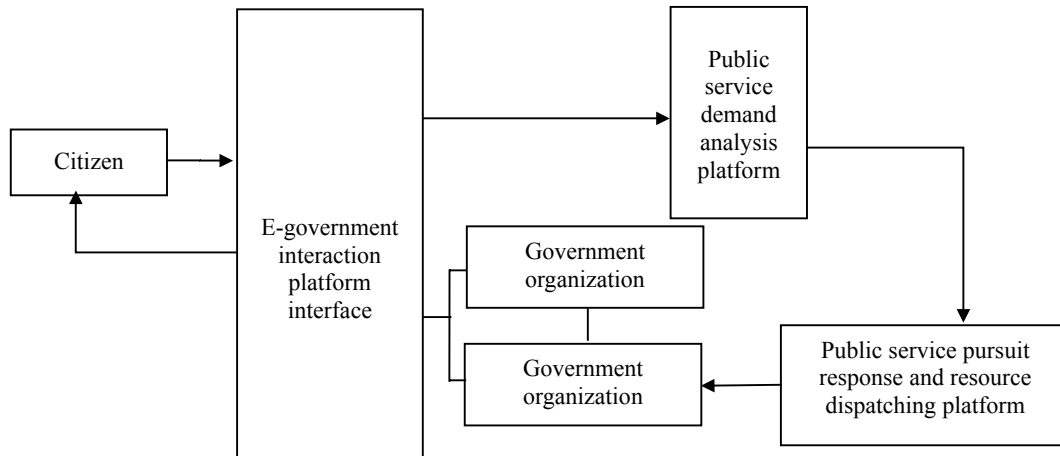 Citizen
E-government
interaction
platform
interface
Public
service
demand
analysis
platform
Government
organization
Government
organization
Public service pursuit
response and resource
dispatching platform